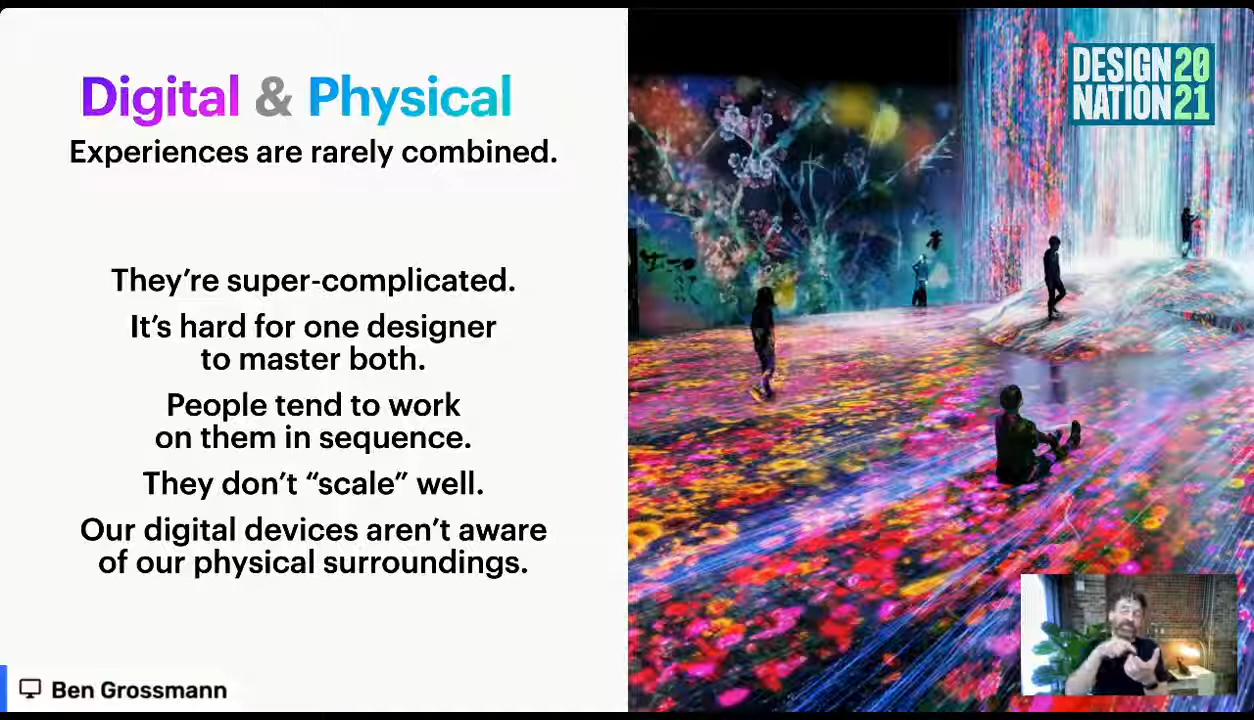 Digital & Physical
Experiences are rarely combined.
They're super-complicated.
It's hard for one designer
to master both.
People tend to work
on them in sequence.
They don't “scale” well.
Our digital devices aren't aware
of our physical surroundings.
DESIGN 20
NATION 21
Ben Grossmann